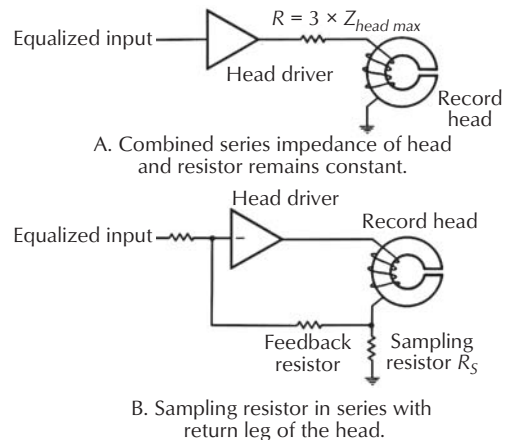 R = 3 × Z_head max
Equalized input
Head driver
Record
head
A. Combined series impedance of head
and resistor remains constant.
Head driver
Record head
Equalized input
−
Feedback
resistor
Sampling
resistor R_S
B. Sampling resistor in series with
return leg of the head.